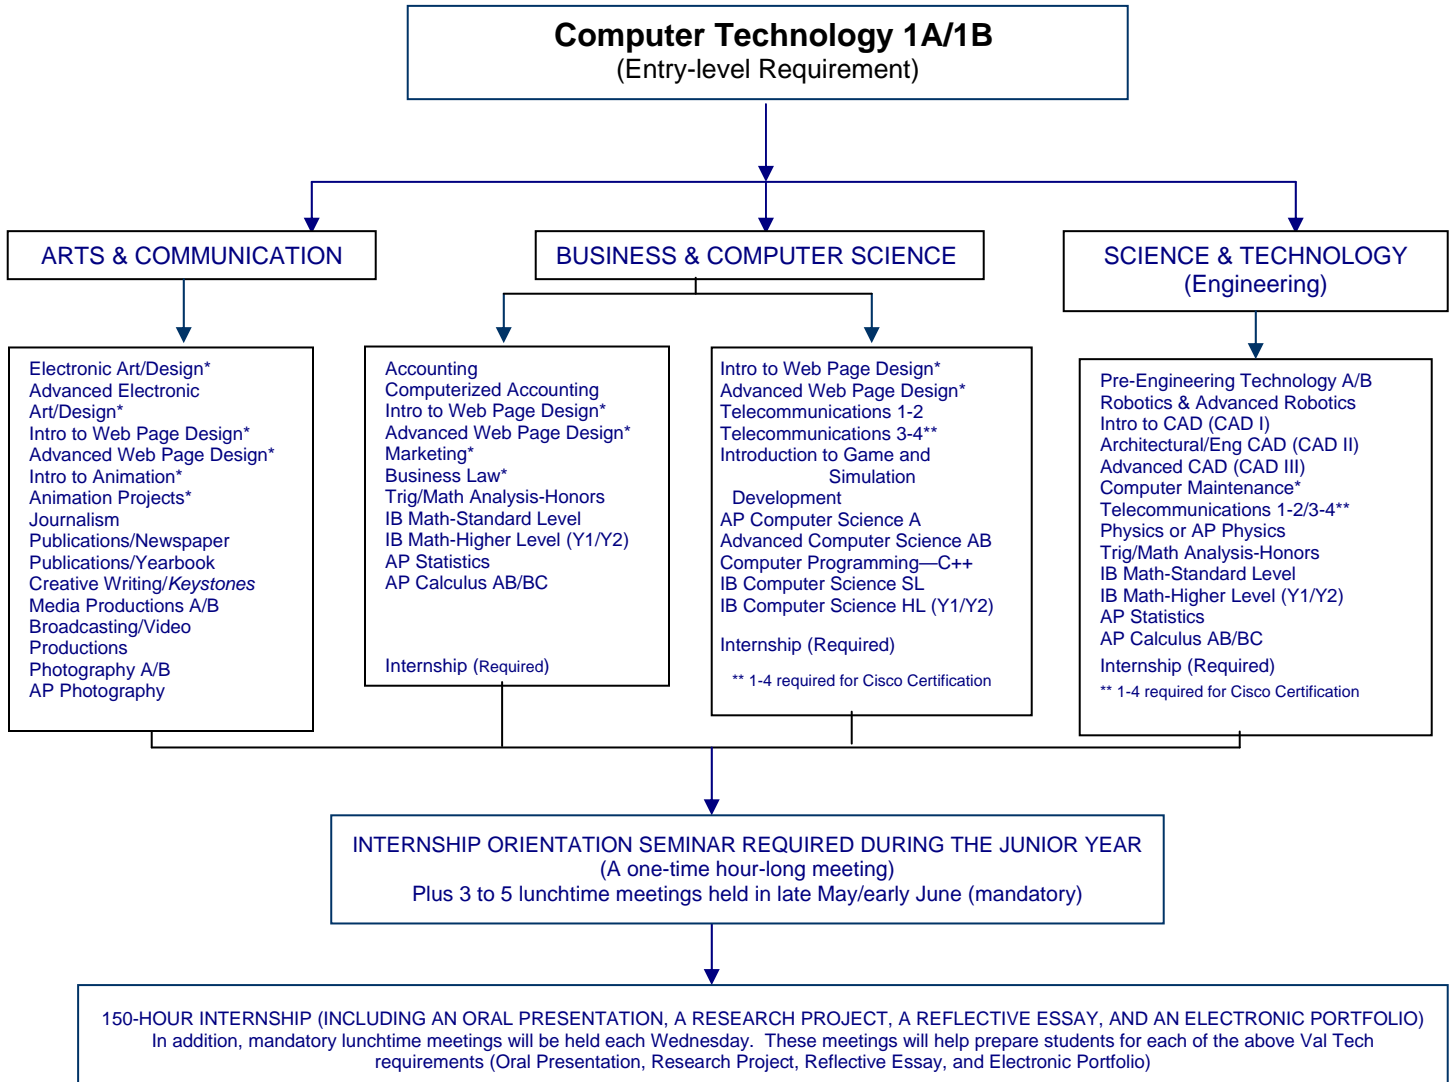 Computer Technology 1A/1B
(Entry-level Requirement)
ARTS & COMMUNICATION
BUSINESS & COMPUTER SCIENCE
SCIENCE & TECHNOLOGY
(Engineering)
Electronic Art/Design*
Advanced Electronic
Art/Design*
Intro to Web Page Design*
Advanced Web Page Design*
Intro to Animation*
Animation Projects*
Journalism
Publications/Newspaper
Publications/Yearbook
Creative Writing/Keystones
Media Productions A/B
Broadcasting/Video
Productions
Photography A/B
AP Photography
Accounting
Computerized Accounting
Intro to Web Page Design*
Advanced Web Page Design*
Marketing*
Business Law*
Trig/Math Analysis-Honors
IB Math-Standard Level
IB Math-Higher Level (Y1/Y2)
AP Statistics
AP Calculus AB/BC
Internship (Required)
Intro to Web Page Design*
Advanced Web Page Design*
Telecommunications 1-2
Telecommunications 3-4**
Introduction to Game and
Simulation
Development
AP Computer Science A
Advanced Computer Science AB
Computer Programming—C++
IB Computer Science SL
IB Computer Science HL (Y1/Y2)
Internship (Required)
** 1-4 required for Cisco Certification
Pre-Engineering Technology A/B
Robotics & Advanced Robotics
Intro to CAD (CAD I)
Architectural/Eng CAD (CAD II)
Advanced CAD (CAD III)
Computer Maintenance*
Telecommunications 1-2/3-4**
Physics or AP Physics
Trig/Math Analysis-Honors
IB Math-Standard Level
IB Math-Higher Level (Y1/Y2)
AP Statistics
AP Calculus AB/BC
Internship (Required)
** 1-4 required for Cisco Certification
INTERNSHIP ORIENTATION SEMINAR REQUIRED DURING THE JUNIOR YEAR
(A one-time hour-long meeting)
Plus 3 to 5 lunchtime meetings held in late May/early June (mandatory)
150-HOUR INTERNSHIP (INCLUDING AN ORAL PRESENTATION, A RESEARCH PROJECT, A REFLECTIVE ESSAY, AND AN ELECTRONIC PORTFOLIO)
In addition, mandatory lunchtime meetings will be held each Wednesday.  These meetings will help prepare students for each of the above Val Tech
requirements (Oral Presentation, Research Project, Reflective Essay, and Electronic Portfolio)